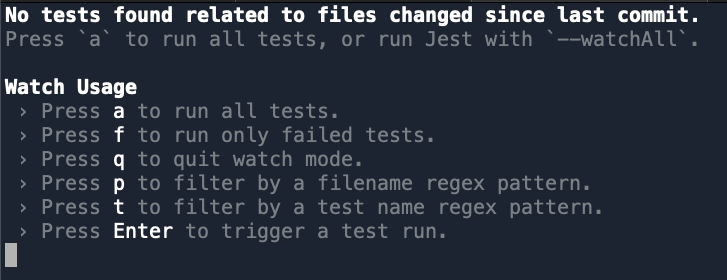 No tests found related to files changed since last commit.
Press `a` to run all tests, or run Jest with `--watchAll`.
Watch Usage
› Press a to run all tests.
› Press f to run only failed tests.
› Press q to quit watch mode.
› Press p to filter by a filename regex pattern.
› Press t to filter by a test name regex pattern.
› Press Enter to trigger a test run.